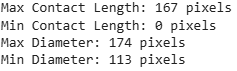 Max Contact Length: 167 pixels
Min Contact Length: 0 pixels
Max Diameter: 174 pixels
Min Diameter: 113 pixels